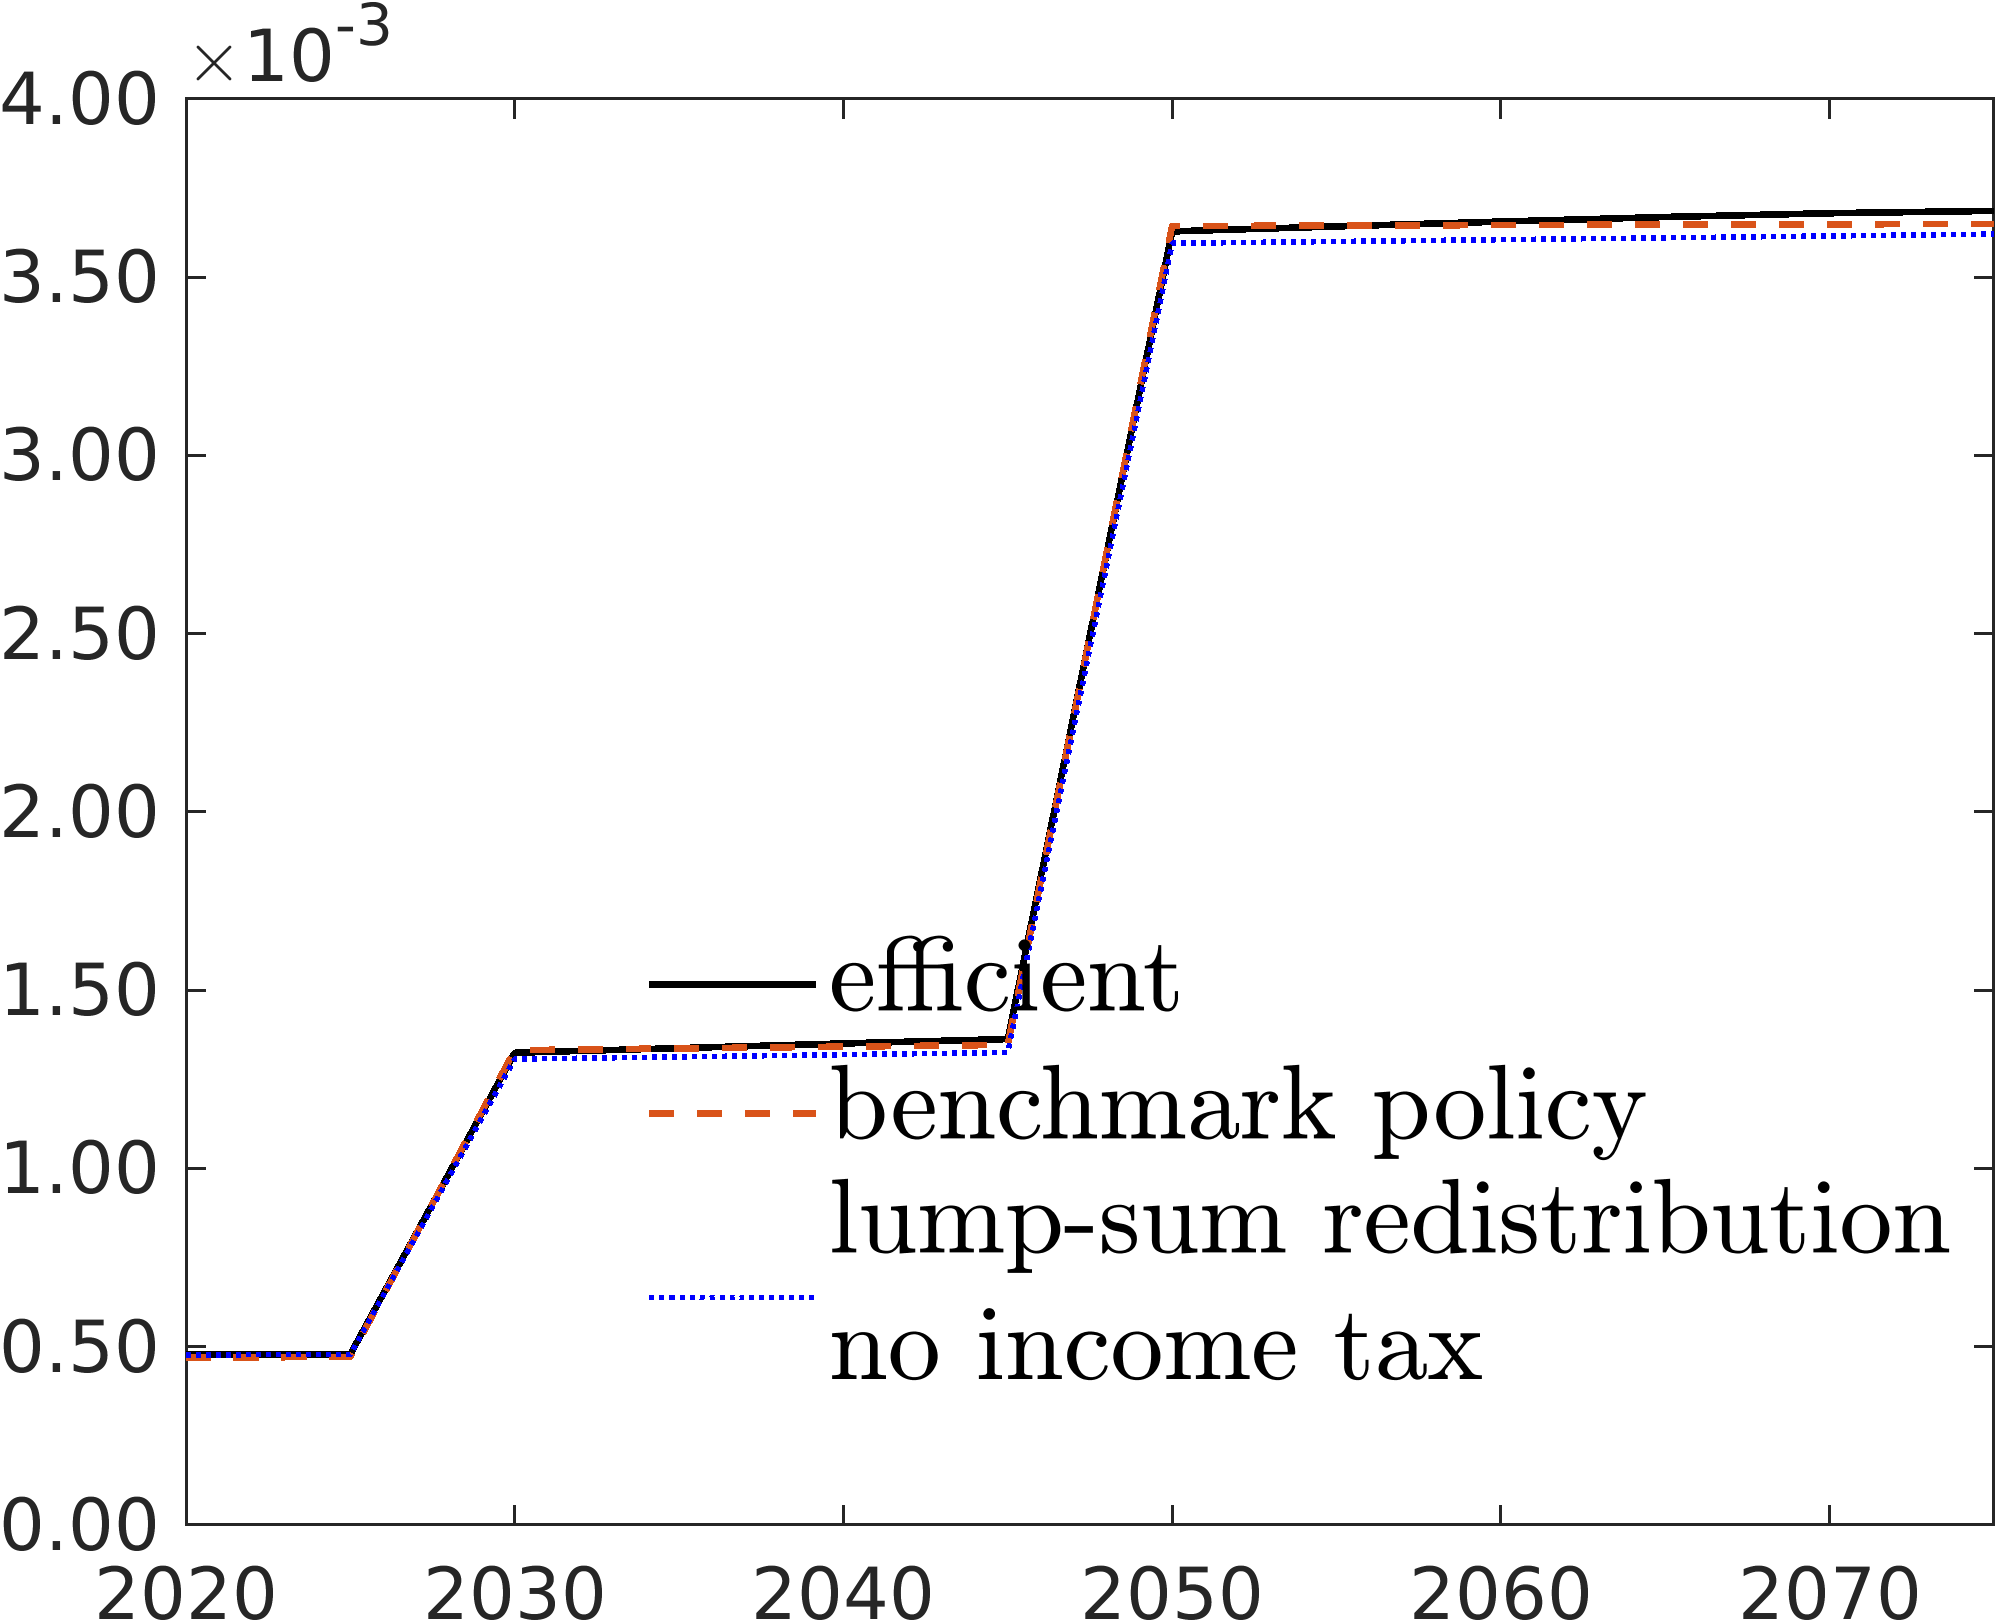 ×10-3
4.00
3.50
3.00
2.50
2.00
1.50
1.00
0.50
0.00
efficient
benchmark policy
lump-sum redistribution
no income tax
2020 2030 2040 2050 2060 2070